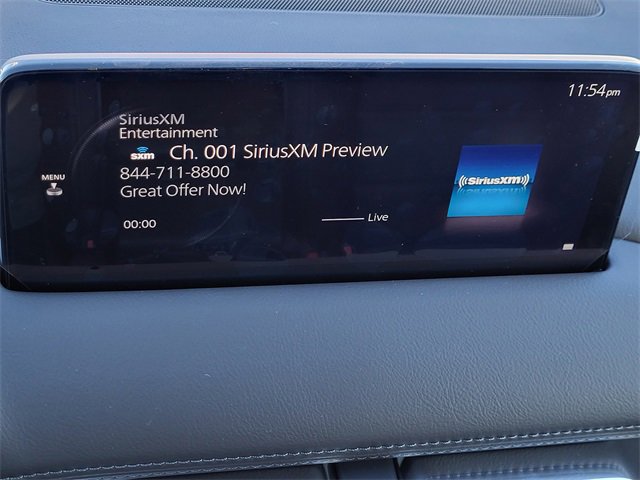 11:54pm
SiriusXM
Entertainment
sxm Ch. 001 SiriusXM Preview
MENU
844-711-8800
Great Offer Now!
((SiriusXM))
00:00
Live